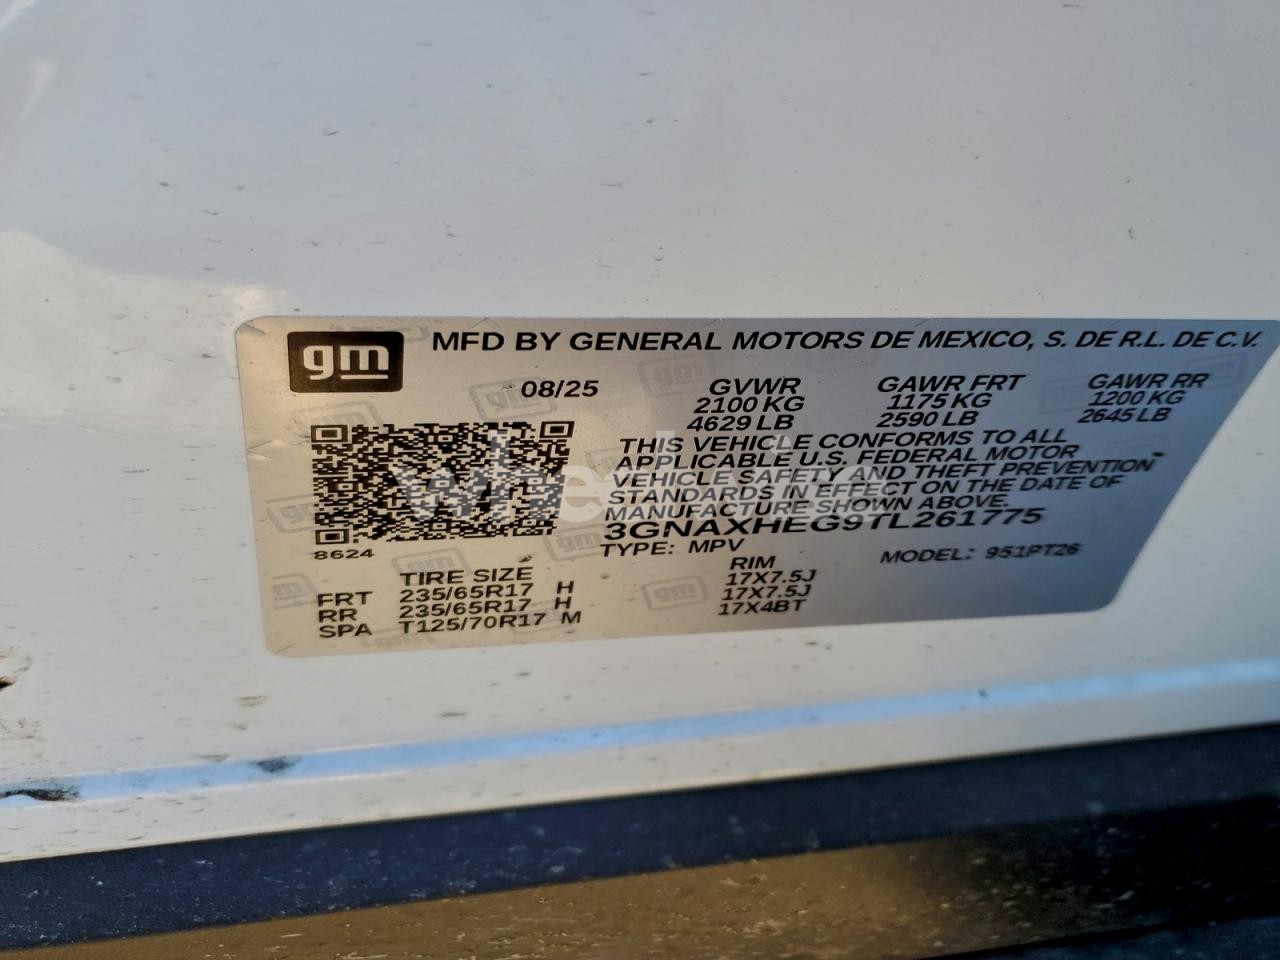 gm MFD BY GENERAL MOTORS DE MEXICO, S. DE R.L. DE C.V.
08/25 GVWR GAWR FRT GAWR RR
2100 KG 1175 KG 1200 KG
4629 LB 2590 LB 2645 LB
THIS VEHICLE CONFORMS TO ALL
APPLICABLE U.S. FEDERAL MOTOR
VEHICLE SAFETY AND THEFT PREVENTION
STANDARDS IN EFFECT ON THE DATE OF
MANUFACTURE SHOWN ABOVE.
3GNAXHEG9TL261775
8624 TYPE: MPV MODEL: 951PT26
TIRE SIZE RIM
FRT 235/65R17 H 17X7.5J
RR 235/65R17 H 17X7.5J
SPA T125/70R17 M 17X4BT